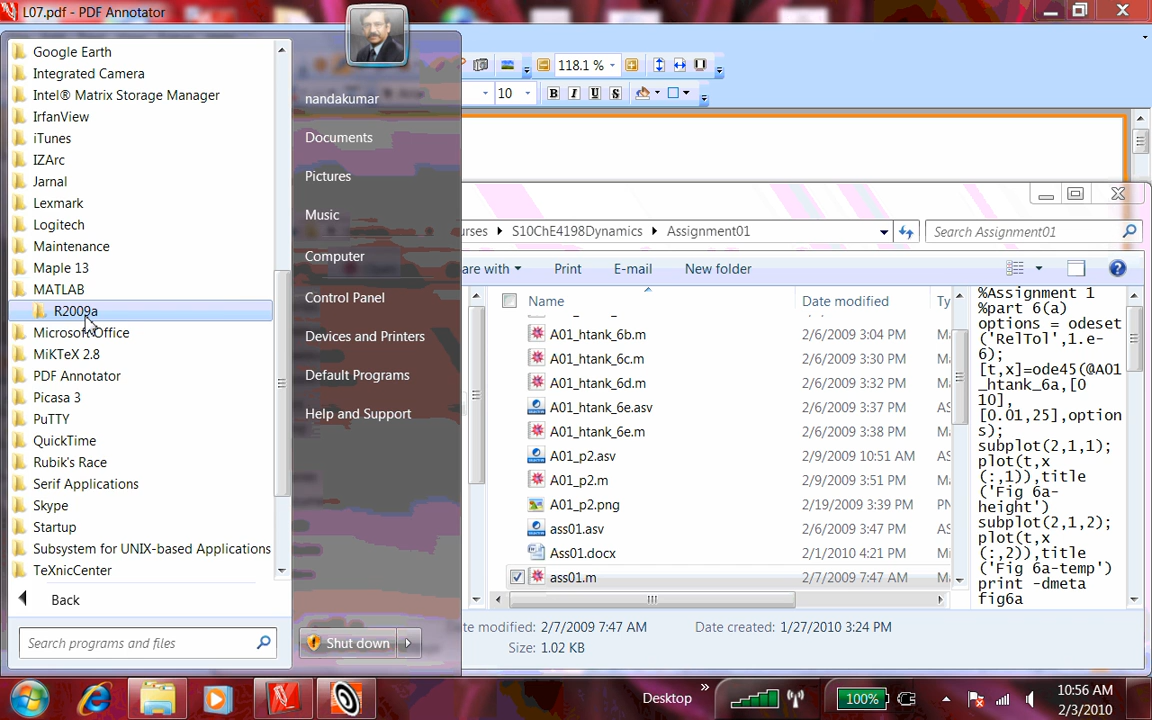 L07.pdf - PDF Annotator
Google Earth
Integrated Camera
Intel® Matrix Storage Manager
IrfanView
iTunes
IZArc
Jarnal
Lexmark
Logitech
Maintenance
Maple 13
MATLAB
R2009a
Microsoft Office
MiKTeX 2.8
PDF Annotator
Picasa 3
PuTTY
QuickTime
Rubik's Race
Serif Applications
Skype
Startup
Subsystem for UNIX-based Applications
TeXnicCenter
Back
Search programs and files
nandakumar
Documents
Pictures
Music
Computer
Control Panel
Devices and Printers
Default Programs
Help and Support
Shut down
118.1 %
10 B I U S
urses S10ChE4198Dynamics Assignment01
Search Assignment01
are with Print E-mail New folder
Name Date modified Ty
A01_htank_6b.m 2/6/2009 3:04 PM M
A01_htank_6c.m 2/6/2009 3:30 PM M
A01_htank_6d.m 2/6/2009 3:32 PM M
A01_htank_6e.asv 2/6/2009 3:37 PM AS
A01_htank_6e.m 2/6/2009 3:38 PM M
A01_p2.asv 2/9/2009 10:51 AM AS
A01_p2.m 2/9/2009 3:51 PM M
A01_p2.png 2/19/2009 3:39 PM PN
ass01.asv 2/6/2009 3:47 PM AS
Ass01.docx 2/1/2010 4:21 PM Mi
ass01.m 2/7/2009 7:47 AM M
%Assignment 1
%part 6(a)
options = odeset
('RelTol',1.e-
6);
[t,x]=ode45(@A01
_htank_6a,[0
10],
[0.01,25],option
s);
subplot(2,1,1);
plot(t,x
(:,1)),title
('Fig 6a-
height')
subplot(2,1,2);
plot(t,x
(:,2)),title
('Fig 6a-temp')
print -dmeta
fig6a
te modified: 2/7/2009 7:47 AM Date created: 1/27/2010 3:24 PM
Size: 1.02 KB
Desktop
100%
10:56 AM
2/3/2010